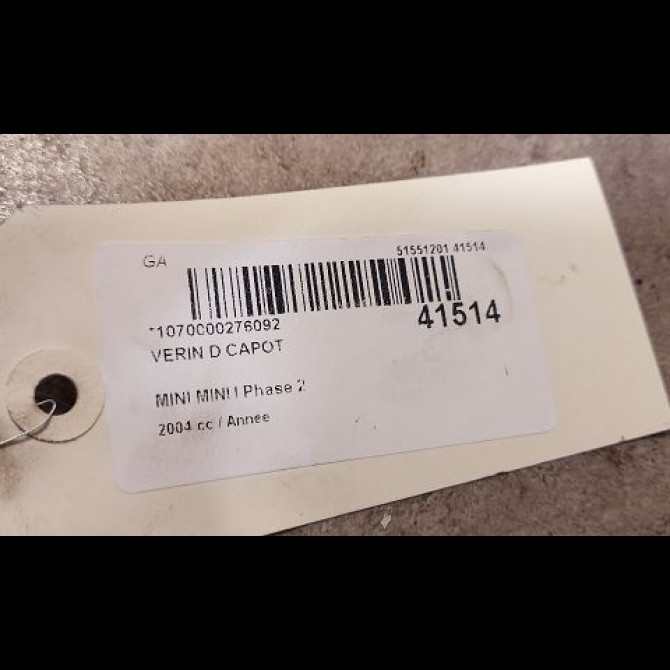 GA 51551201 41514
*1070000276092 41514
VERIN D CAPOT
MINI MINI I Phase 2
2004 cc / Annee